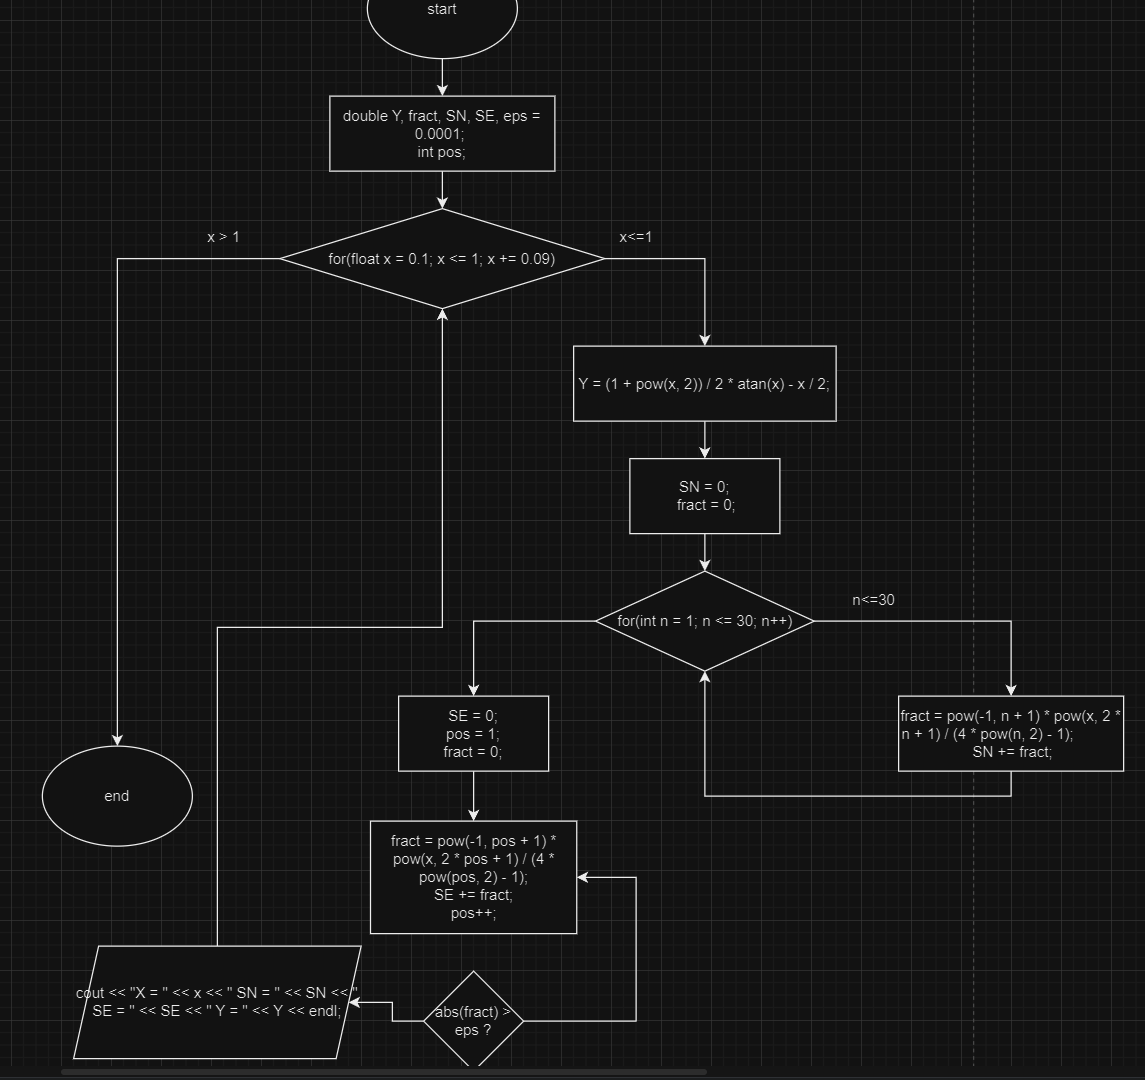 start
double Y, fract, SN, SE, eps =
0.0001;
int pos;
x > 1
x<=1
for(float x = 0.1; x <= 1; x += 0.09)
Y = (1 + pow(x, 2)) / 2 * atan(x) - x / 2;
SN = 0;
fract = 0;
n<=30
for(int n = 1; n <= 30; n++)
SE = 0;
pos = 1;
fract = 0;
fract = pow(-1, n + 1) * pow(x, 2 *
n + 1) / (4 * pow(n, 2) - 1);
SN += fract;
end
fract = pow(-1, pos + 1) *
pow(x, 2 * pos + 1) / (4 *
pow(pos, 2) - 1);
SE += fract;
pos++;
cout << "X = " << x << " SN = " << SN << "
SE = " << SE << " Y = " << Y << endl;
abs(fract) >
eps ?